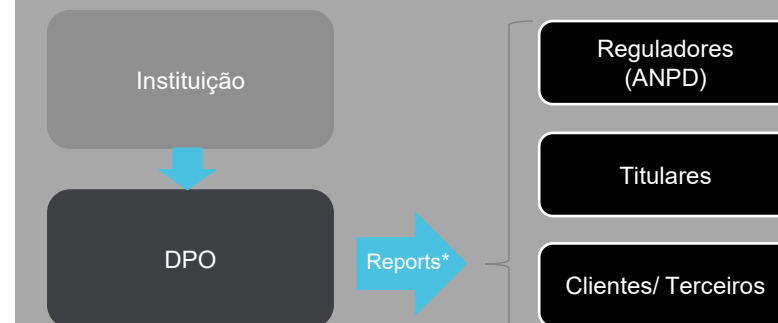 Instituição
DPO
Reports*
Reguladores
(ANPD)
Titulares
Clientes/ Terceiros